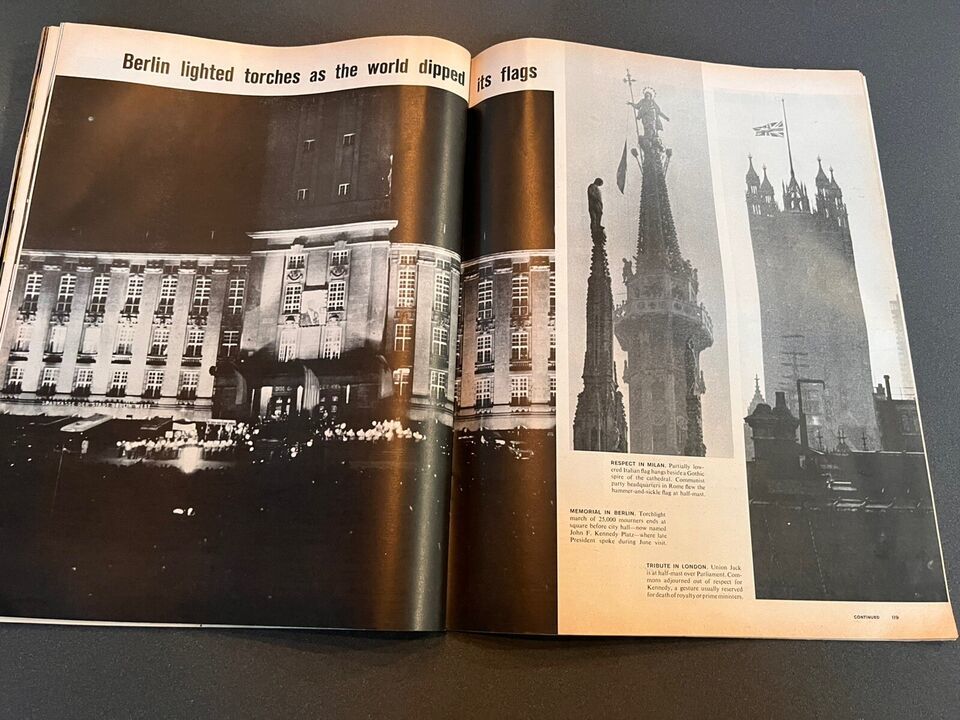 Berlin lighted torches as the world dipped its flags
RESPECT IN MILAN. Partially low-
ered Italian flag hangs beside a Gothic
spire of the cathedral. Communist
party headquarters in Rome flew the
hammer-and-sickle flag at half-mast.
MEMORIAL IN BERLIN. Torchlight
march of 25,000 mourners ends at
square before city hall—now named
John F. Kennedy Platz—where late
President spoke during June visit.
TRIBUTE IN LONDON. Union Jack
is at half-mast over Parliament. Com-
mons adjourned out of respect for
Kennedy, a gesture usually reserved
for death of royalty or prime ministers.
CONTINUED 119